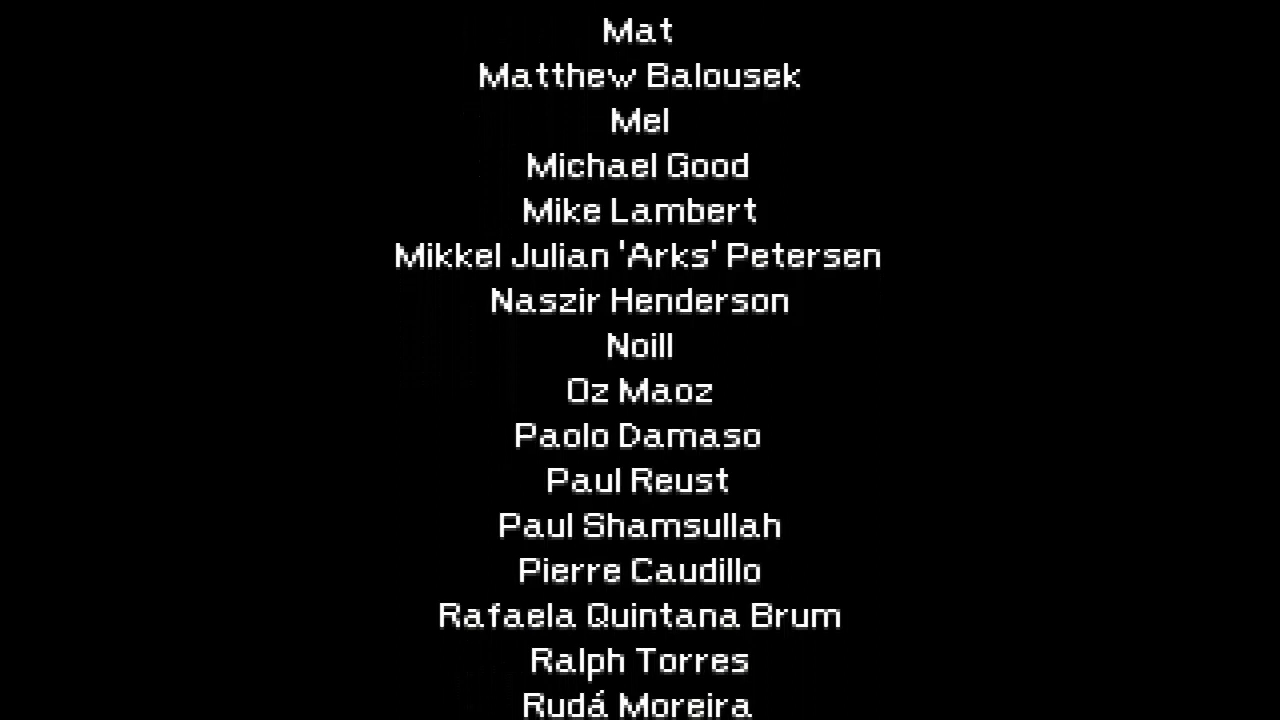 Mat
Matthew Balousek
Mel
Michael Good
Mike Lambert
Mikkel Julian 'Arks' Petersen
Naszir Henderson
Noill
Oz Maoz
Paolo Damaso
Paul Reust
Paul Shamsullah
Pierre Caudillo
Rafaela Quintana Brum
Ralph Torres
Rudá Moreira